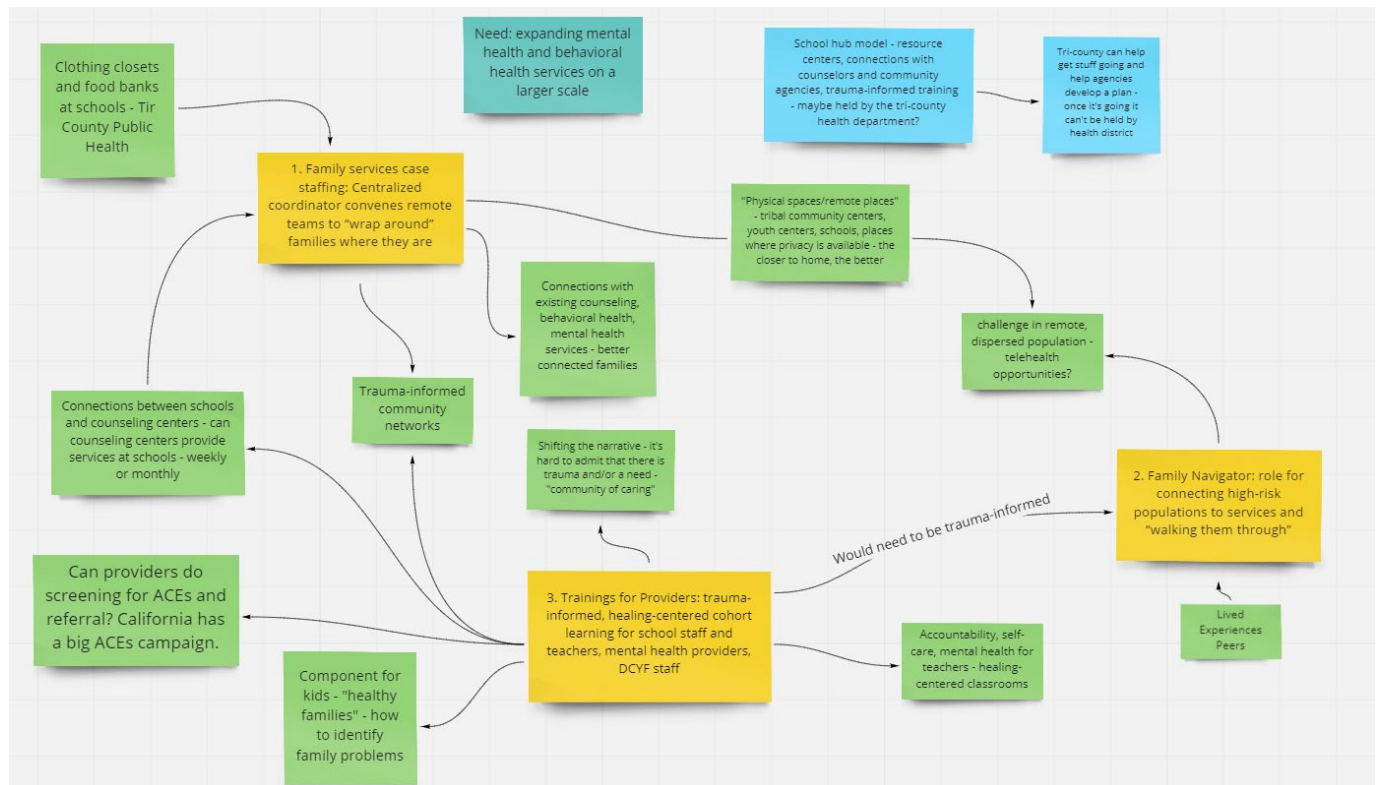 Need: expanding mental
health and behavioral
health services on a
larger scale
School hub model - resource
centers, connections with
counselors and community
agencies, trauma-informed training
- maybe held by the tri-county
health department?
Tri-county can help
get stuff going and
help agencies
develop a plan -
once it's going it
can't be held by
health district
Clothing closets
and food banks
at schools - Tir
County Public
Health
1. Family services case
staffing: Centralized
coordinator convenes remote
teams to “wrap around”
families where they are
"Physical spaces/remote places"
- tribal community centers,
youth centers, schools, places
where privacy is available - the
closer to home, the better
Connections with
existing counseling,
behavioral health,
mental health
services - better
connected families
challenge in remote,
dispersed population -
telehealth
opportunities?
Trauma-informed
community
networks
Connections between schools
and counseling centers - can
counseling centers provide
services at schools - weekly
or monthly
Shifting the narrative - it's
hard to admit that there is
trauma and/or a need -
"community of caring"
2. Family Navigator: role for
connecting high-risk
populations to services and
“walking them through”
Would need to be trauma-informed
Can providers do
screening for ACEs and
referral? California has
a big ACEs campaign.
3. Trainings for Providers: trauma-
informed, healing-centered cohort
learning for school staff and
teachers, mental health providers,
DCYF staff
Lived
Experiences
Peers
Accountability, self-
care, mental health for
teachers - healing-
centered classrooms
Component for
kids - "healthy
families" - how
to identify
family problems